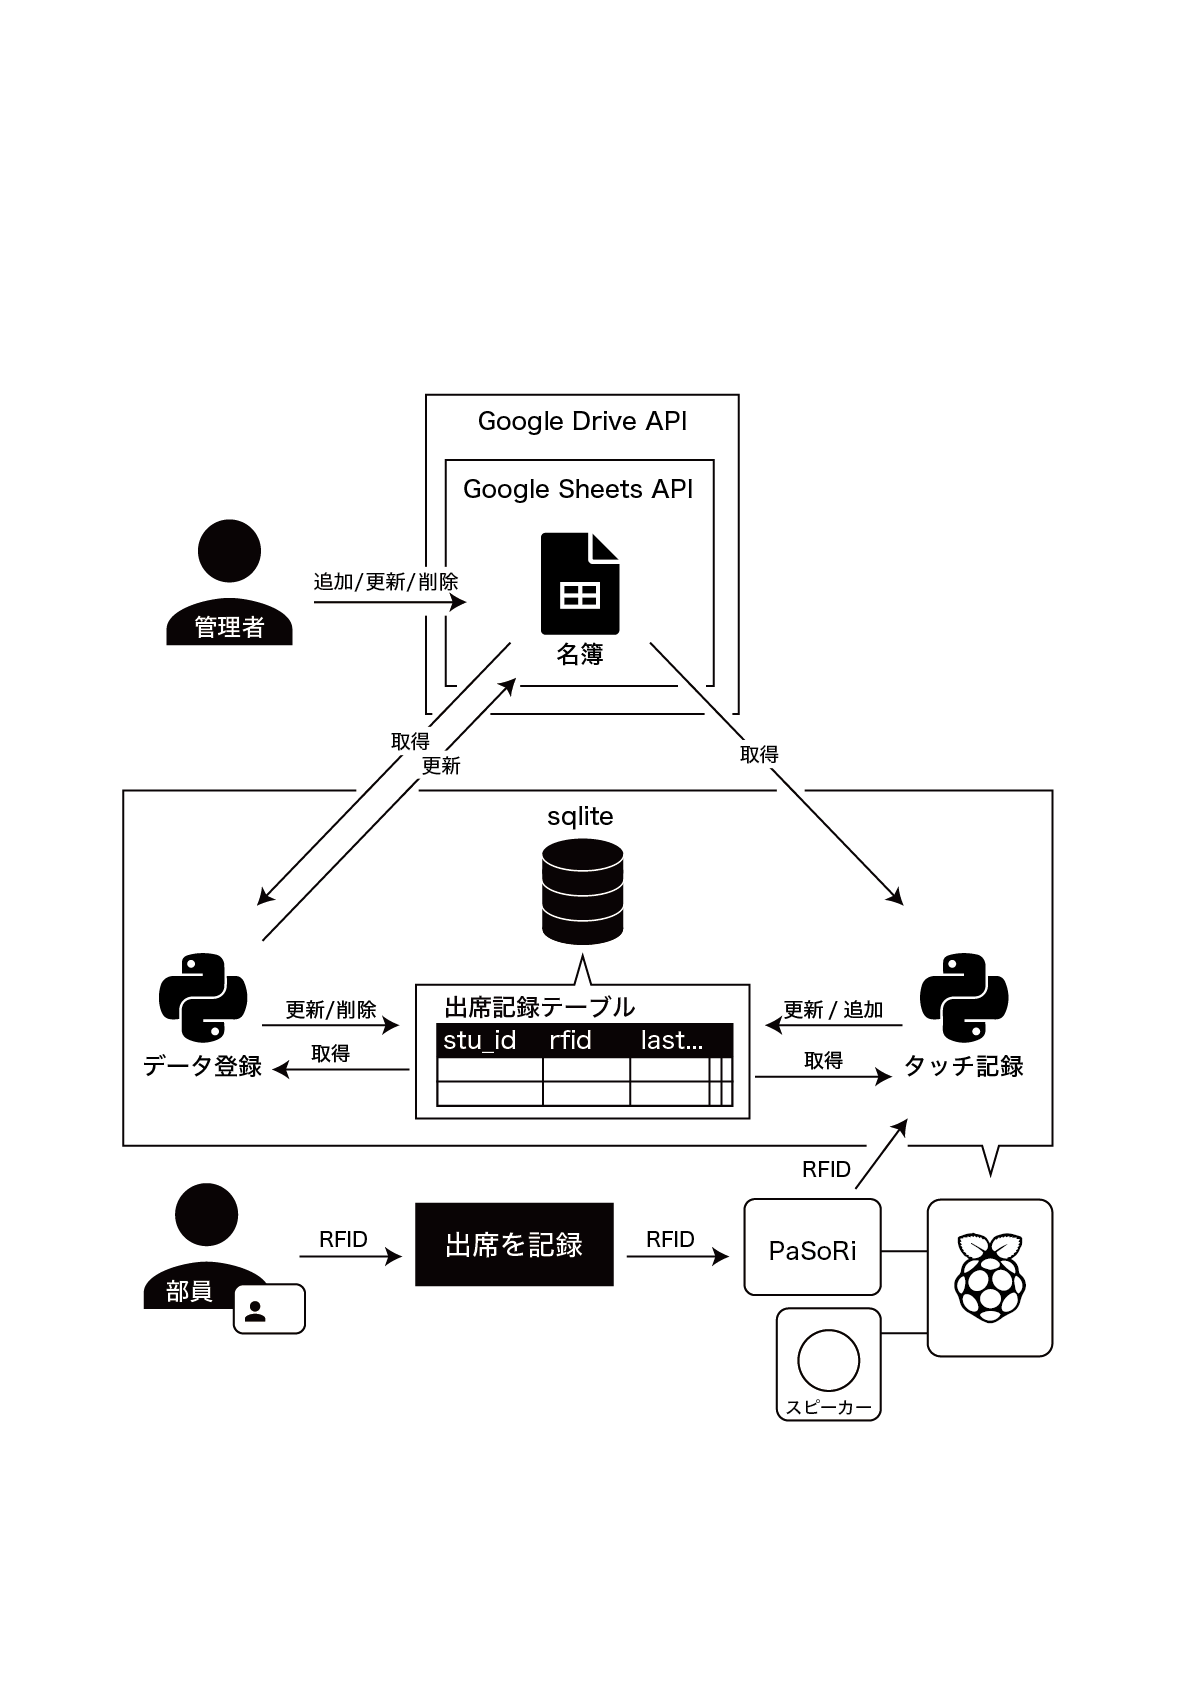 Google Drive API
Google Sheets API
追加/更新/削除
管理者
名簿
取得
更新
取得
sqlite
出席記録テーブル
stu_id rfid last...
更新/削除
取得
データ登録
更新 / 追加
取得
タッチ記録
RFID
RFID
出席を記録
RFID
PaSoRi
部員
スピーカー